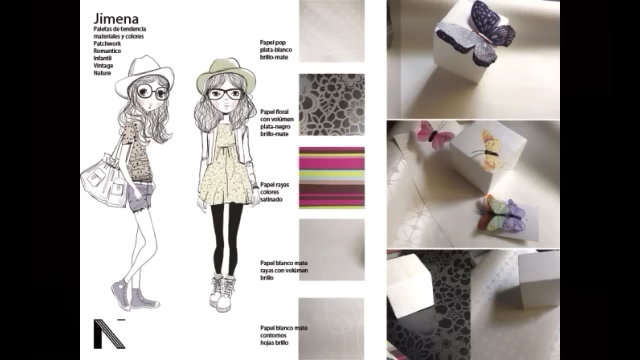 Jimena
Paletas de tendencia
materiales y colores
Patchwork
Romantico
Infantil
Vintage
Nature
Papel pop
plata-blanco
brillo-mate
Papel floral
con volúmen
plata-negro
brillo-mate
Papel rayas
colores
satinado
Papel blanco mate
rayas con volúmen
brillo
Papel blanco mate
contornos
hojas brillo